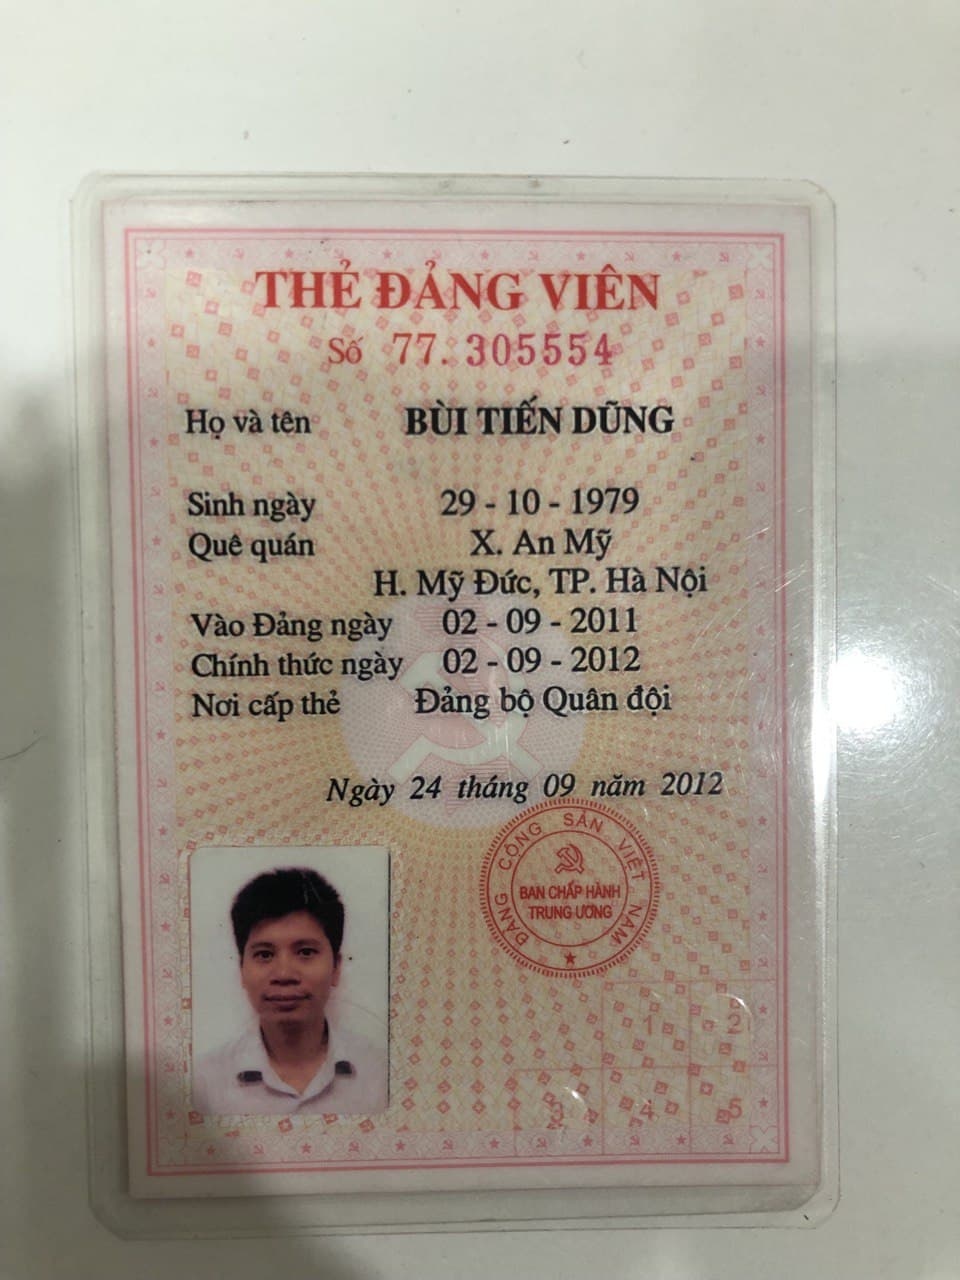 THẺ ĐẢNG VIÊN
Số 77. 305554
Họ và tên BÙI TIẾN DŨNG
Sinh ngày 29 - 10 - 1979
Quê quán X. An Mỹ
H. Mỹ Đức, TP. Hà Nội
Vào Đảng ngày 02 - 09 - 2011
Chính thức ngày 02 - 09 - 2012
Nơi cấp thẻ Đảng bộ Quân đội
Ngày 24 tháng 09 năm 2012
ĐẢNG CỘNG SẢN VIỆT NAM
BAN CHẤP HÀNH
TRUNG ƯƠNG
1 2
3 4 5